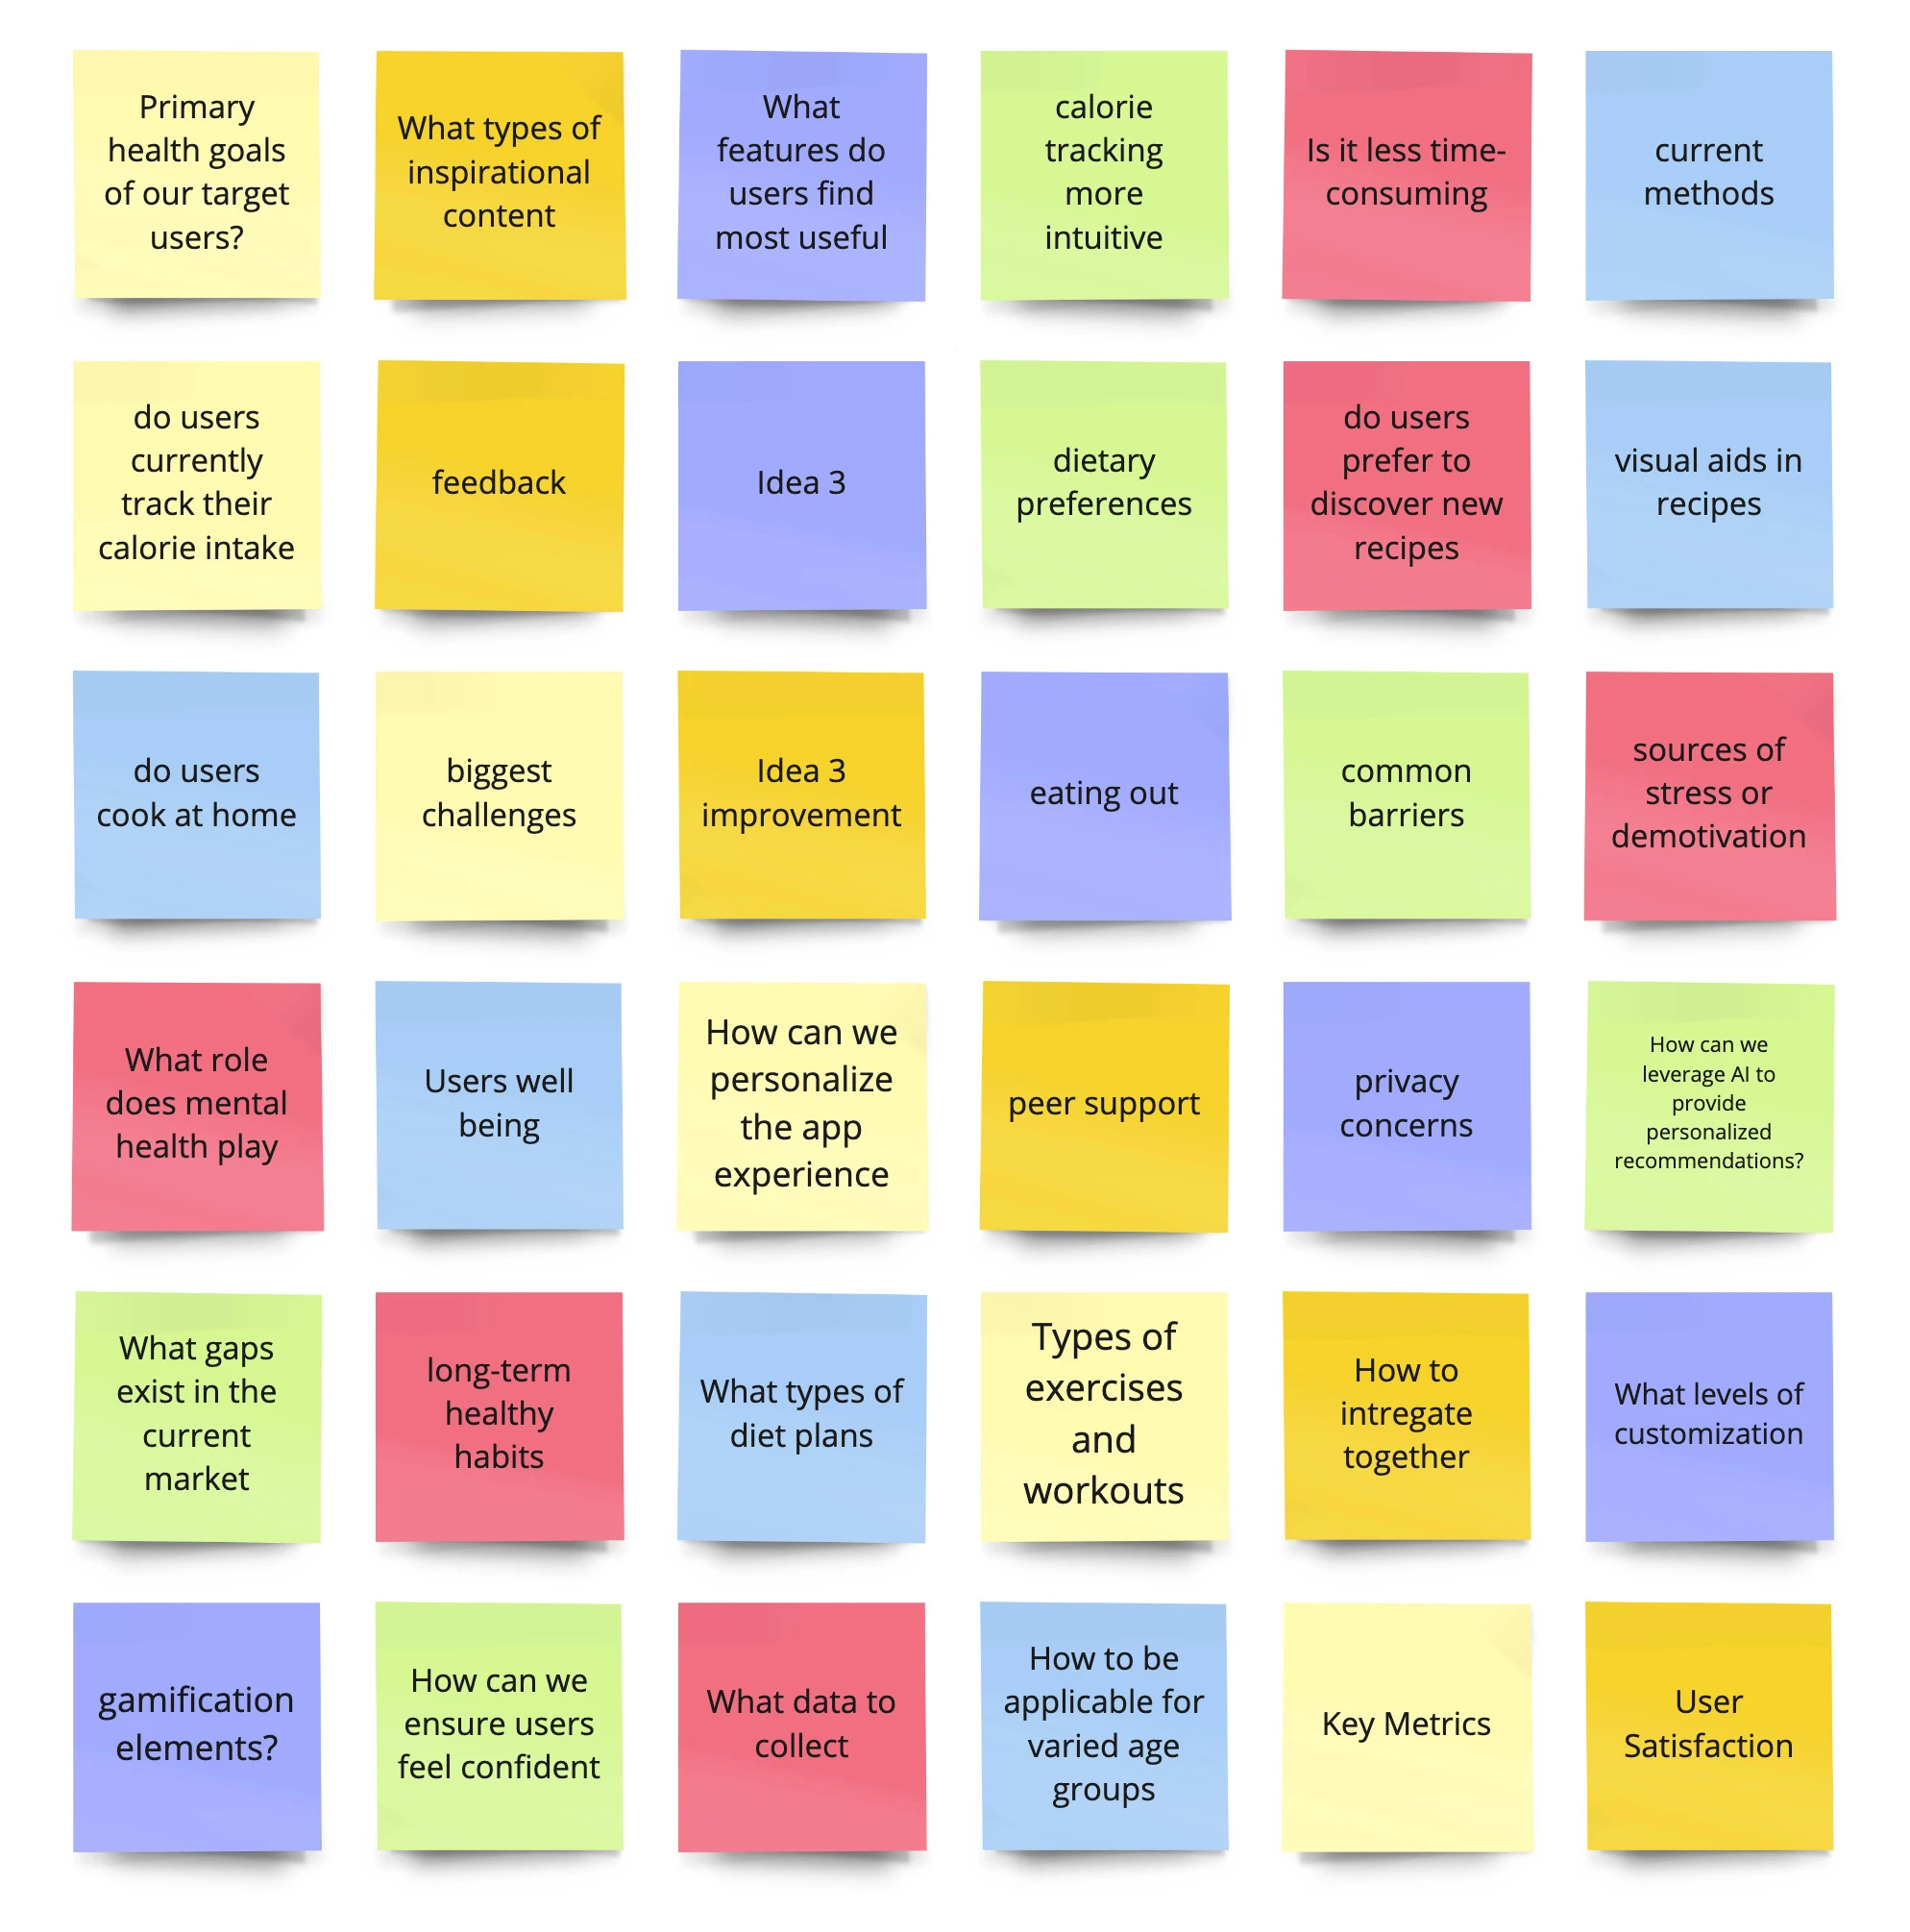 Primary
health goals
of our target
users?
What types of
inspirational
content
What
features do
users find
most useful
calorie
tracking
more
intuitive
Is it less time-
consuming
current
methods
do users
currently
track their
calorie intake
feedback
Idea 3
dietary
preferences
do users
prefer to
discover new
recipes
visual aids in
recipes
do users
cook at home
biggest
challenges
Idea 3
improvement
eating out
common
barriers
sources of
stress or
demotivation
What role
does mental
health play
Users well
being
How can we
personalize
the app
experience
peer support
privacy
concerns
How can we
leverage AI to
provide
personalized
recommendations?
What gaps
exist in the
current
market
long-term
healthy
habits
What types of
diet plans
Types of
exercises
and
workouts
How to
intregate
together
What levels of
customization
gamification
elements?
How can we
ensure users
feel confident
What data to
collect
How to be
applicable for
varied age
groups
Key Metrics
User
Satisfaction